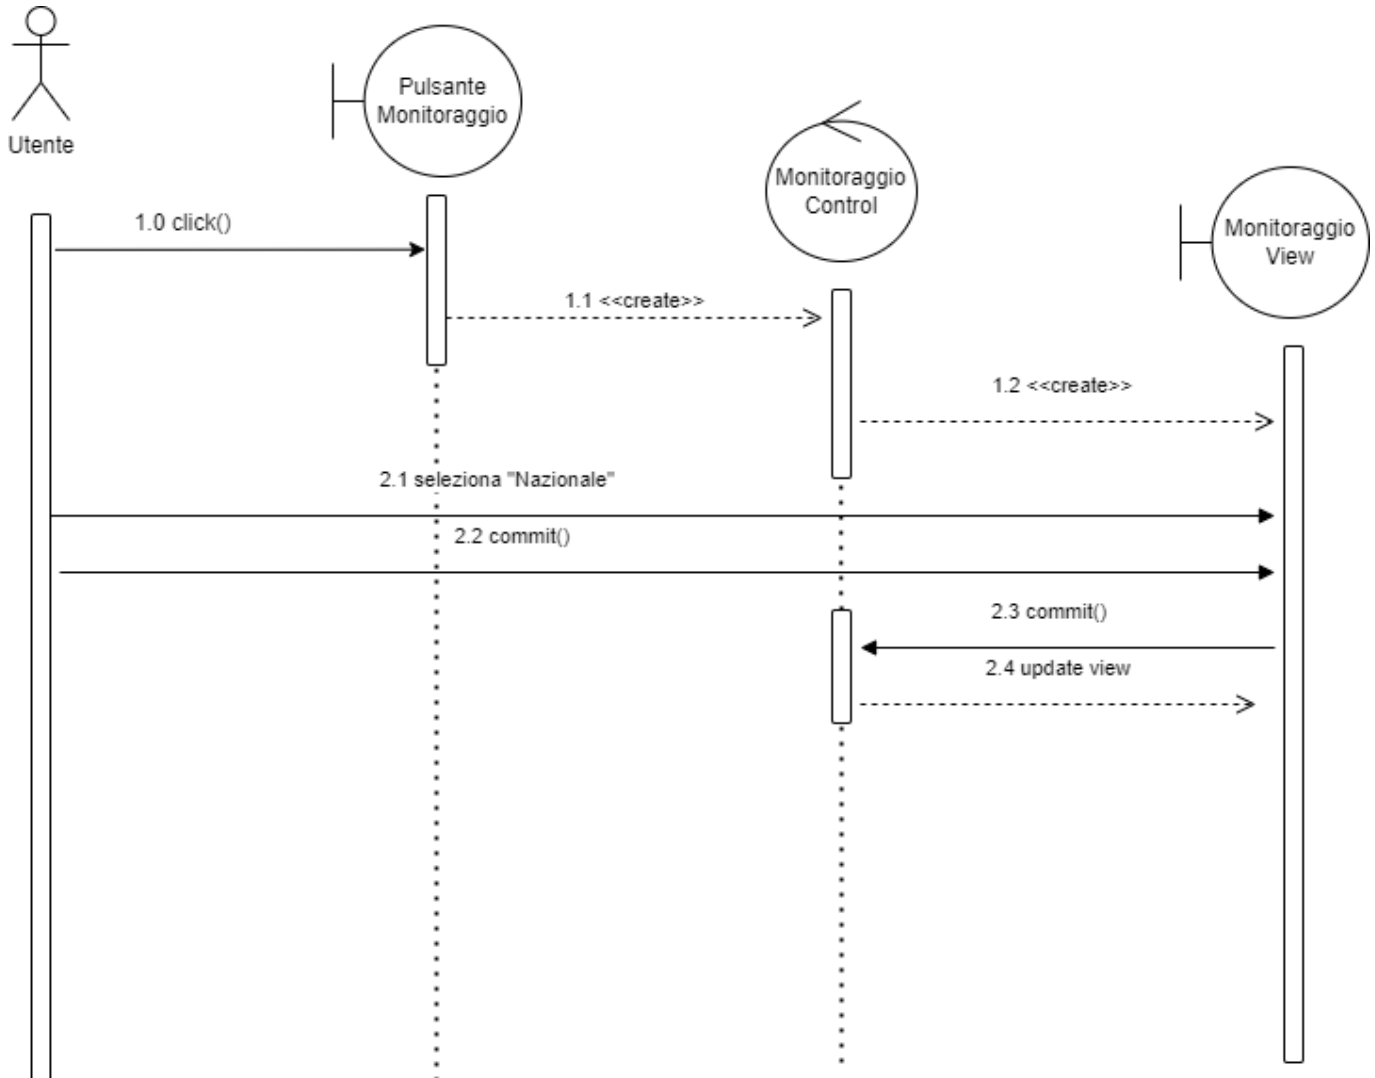 Utente
Pulsante
Monitoraggio
Monitoraggio
Control
Monitoraggio
View
1.0 click()
1.1 <<create>>
1.2 <<create>>
2.1 seleziona "Nazionale"
2.2 commit()
2.3 commit()
2.4 update view